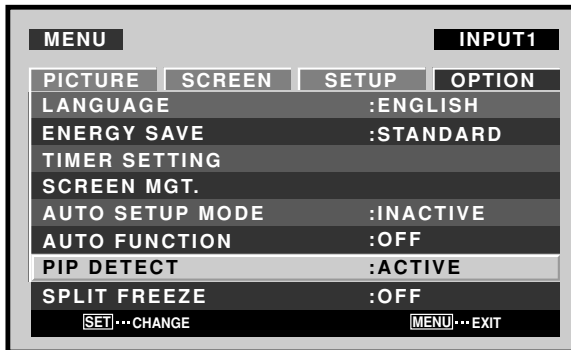 MENU INPUT1
PICTURE SCREEN SETUP OPTION
LANGUAGE :ENGLISH
ENERGY SAVE :STANDARD
TIMER SETTING
SCREEN MGT.
AUTO SETUP MODE :INACTIVE
AUTO FUNCTION :OFF
PIP DETECT :ACTIVE
SPLIT FREEZE :OFF
SET···CHANGE MENU···EXIT